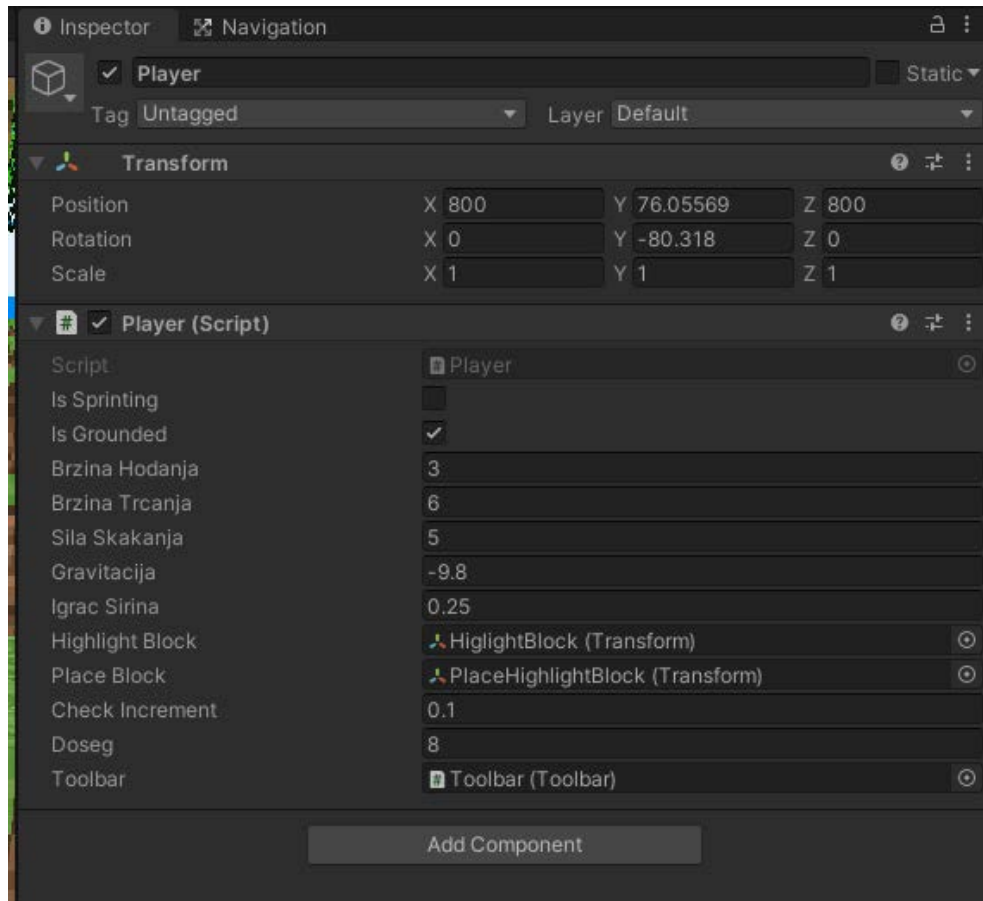 Inspector Navigation
Player Static
Tag Untagged Layer Default
Transform
Position X 800 Y 76.05569 Z 800
Rotation X 0 Y -80.318 Z 0
Scale X 1 Y 1 Z 1
Player (Script)
Script Player
Is Sprinting
Is Grounded
Brzina Hodanja 3
Brzina Trcanja 6
Sila Skakanja 5
Gravitacija -9.8
Igrac Sirina 0.25
Highlight Block HiglightBlock (Transform)
Place Block PlaceHighlightBlock (Transform)
Check Increment 0.1
Doseg 8
Toolbar Toolbar (Toolbar)
Add Component